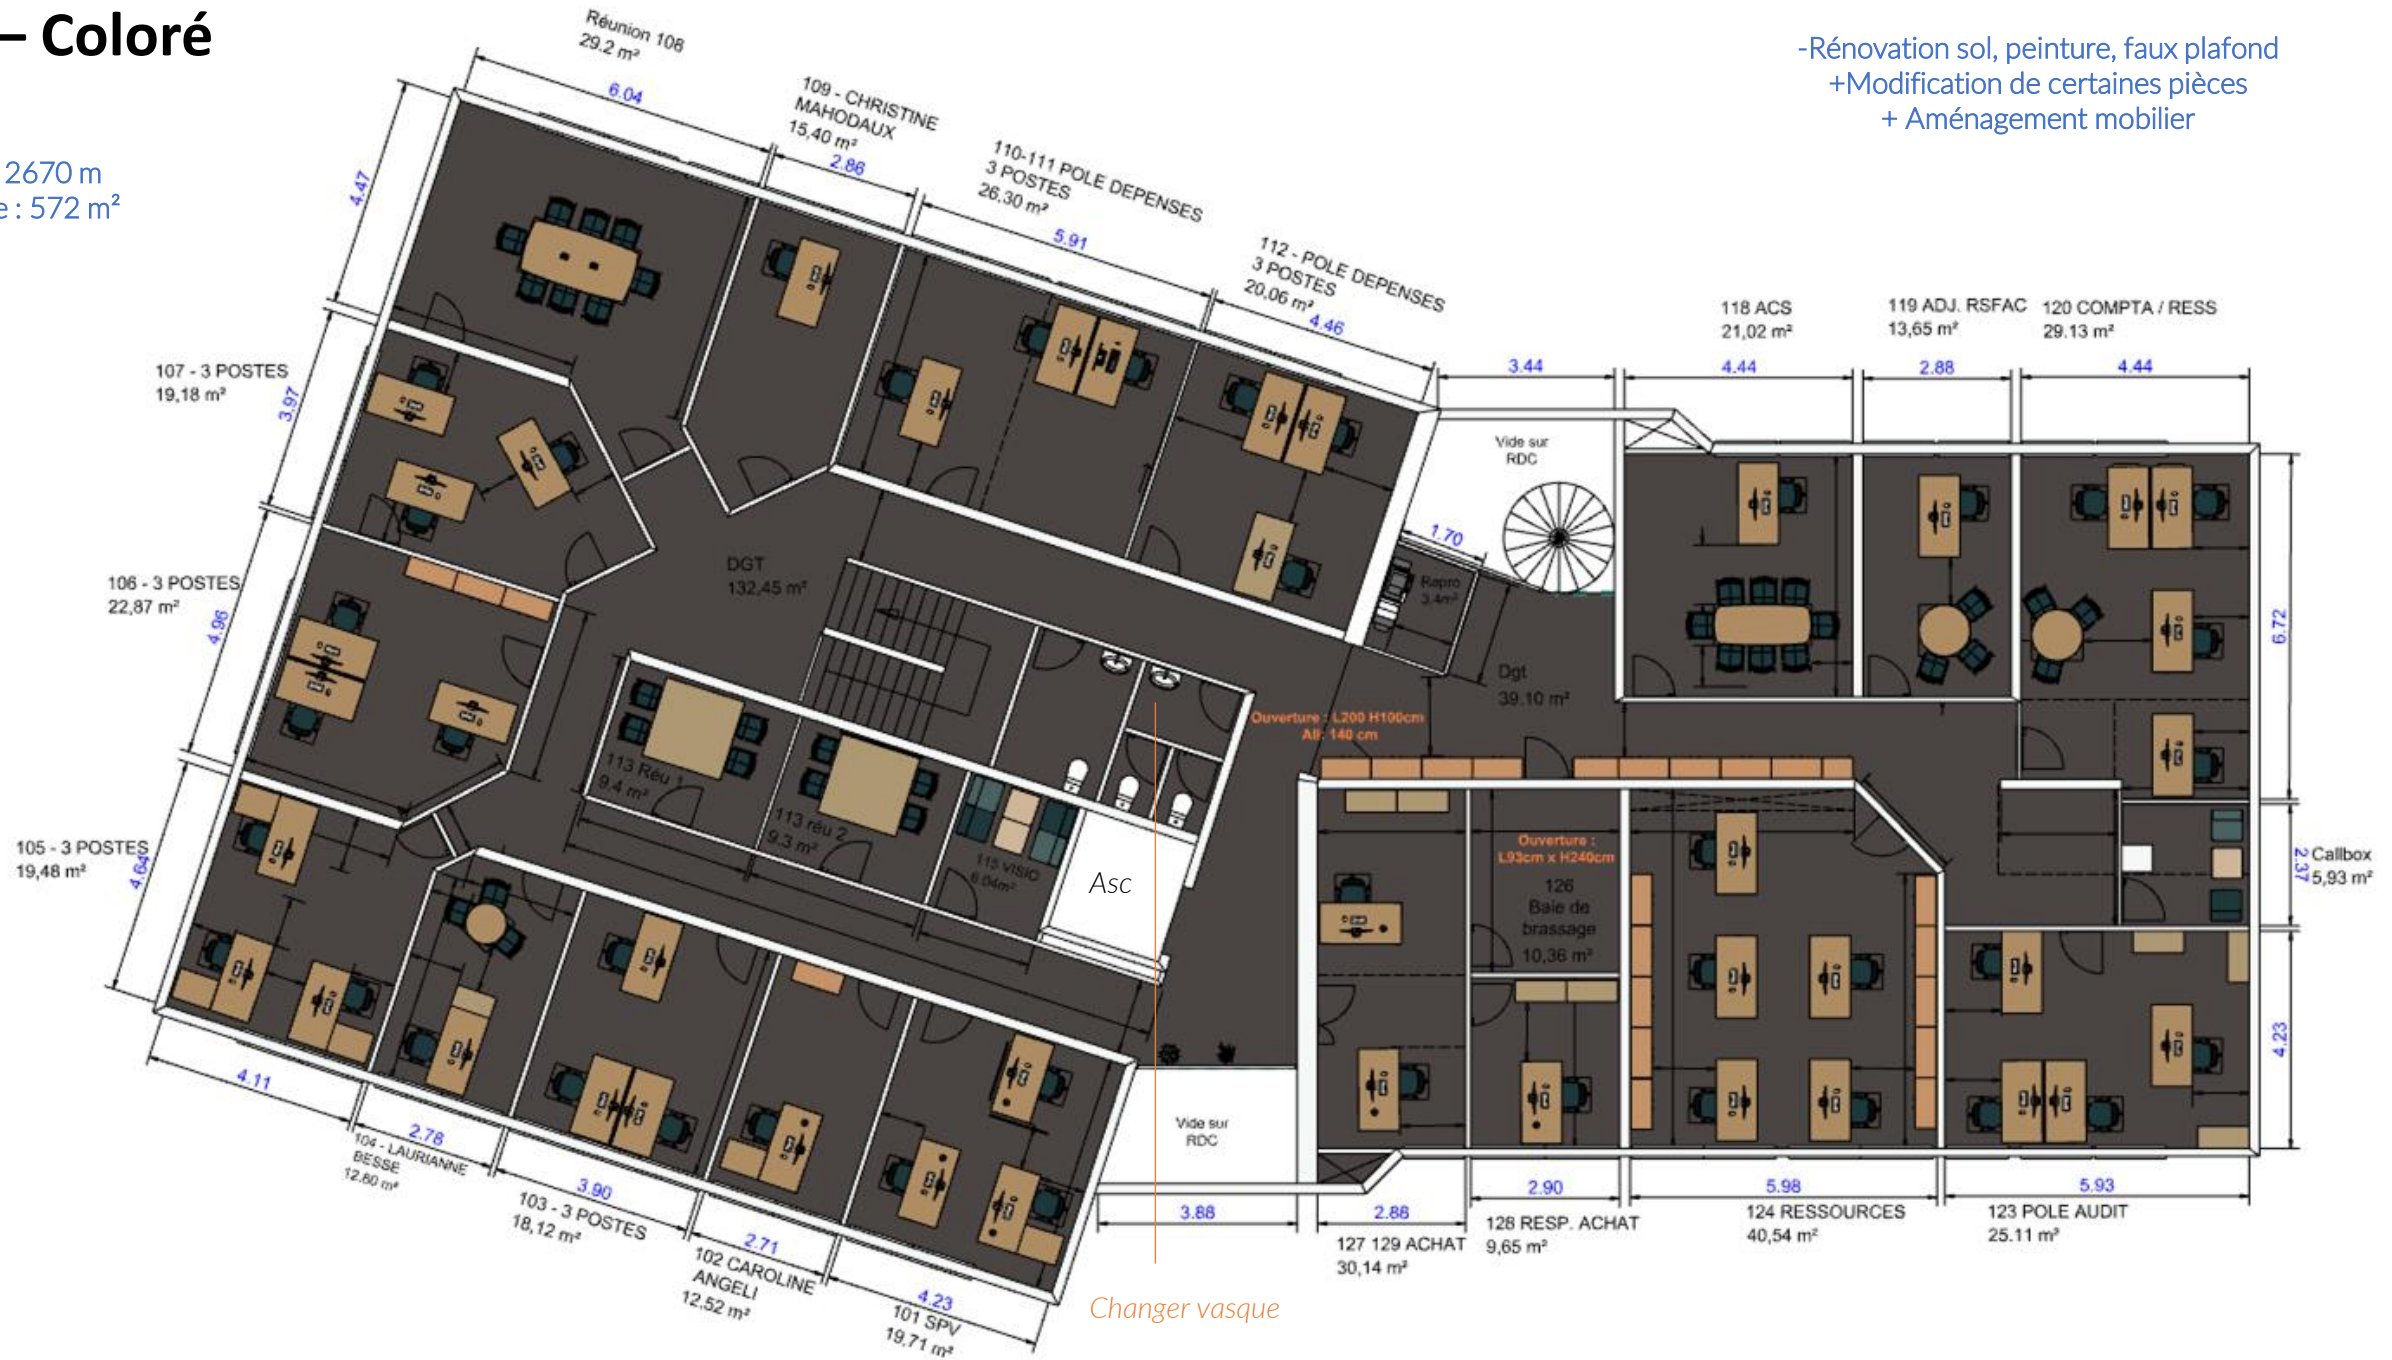 – Coloré
-Rénovation sol, peinture, faux plafond
+Modification de certaines pièces
+ Aménagement mobilier
2670 m
e : 572 m²
Réunion 108
29.2 m²
6.04
109 - CHRISTINE
MAHODAUX
15,40 m²
2.86
110-111 POLE DEPENSES
3 POSTES
26,30 m²
5.91
112 - POLE DEPENSES
3 POSTES
20,06 m²
4.46
3.44
118 ACS
21,02 m²
4.44
119 ADJ. RSFAC
13,65 m²
2.88
120 COMPTA / RESS
29.13 m²
4.44
4.47
107 - 3 POSTES
19,18 m²
3.97
106 - 3 POSTES
22,87 m²
4.96
105 - 3 POSTES
19,48 m²
4.64
Vide sur
RDC
1.70
Repro
3.4m²
DGT
132,45 m²
Dgt
39.10 m²
Ouverture : L200 H100cm
All: 140 cm
113 Réu 1
9.4 m²
113 réu 2
9.3 m²
115 VISIO
6.04m²
Asc
Ouverture :
L93cm x H240cm
126
Baie de
brassage
10,36 m²
6.72
2.37
Callbox
5,93 m²
4.23
Vide sur
RDC
4.11
104 - LAURIANNE
BESSE
12.80 m²
2.78
103 - 3 POSTES
18,12 m²
3.90
102 CAROLINE
ANGELI
12.52 m²
2.71
101 SPV
19.71 m²
4.23
3.88
2.88
127 129 ACHAT
30,14 m²
2.90
128 RESP. ACHAT
9,65 m²
5.98
124 RESSOURCES
40,54 m²
5.93
123 POLE AUDIT
25.11 m²
Changer vasque